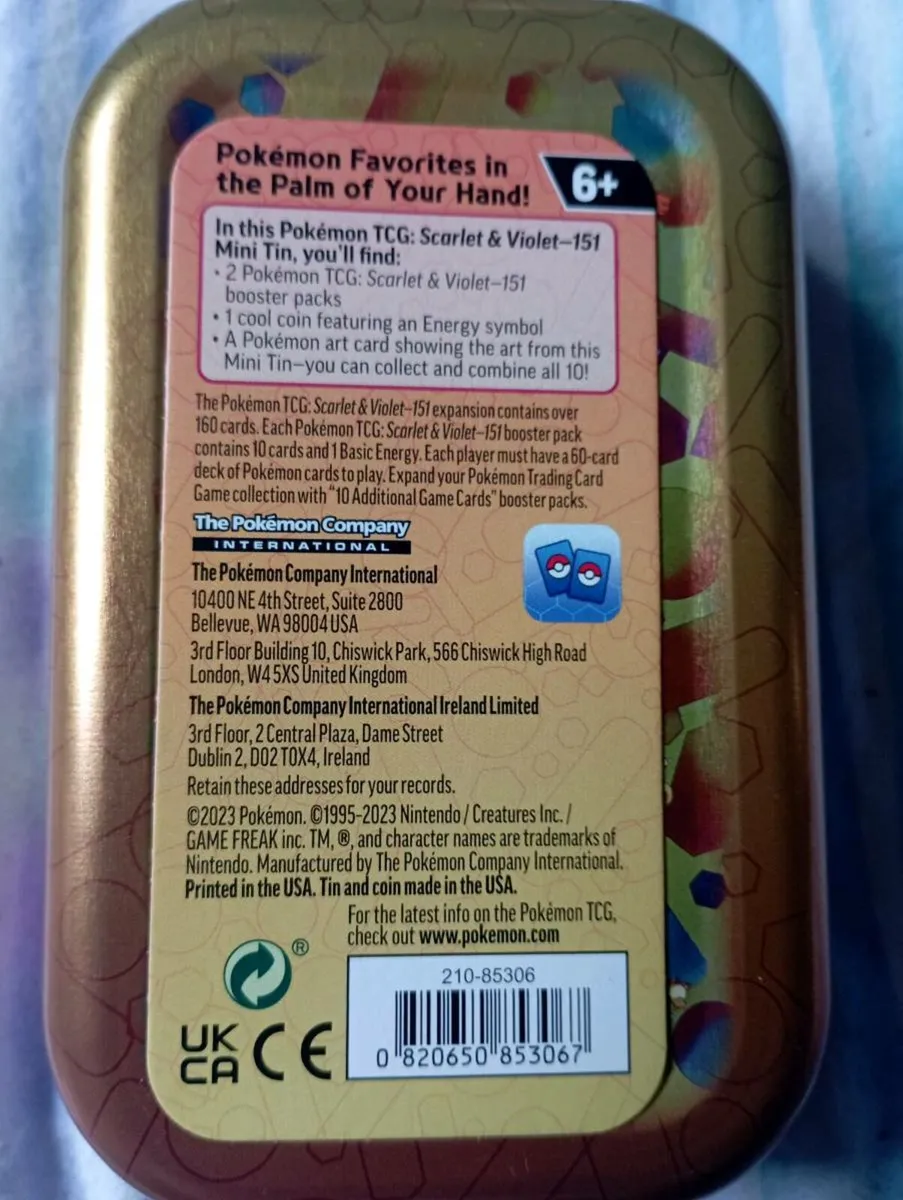 Pokémon Favorites in
the Palm of Your Hand!
6+
In this Pokémon TCG: Scarlet & Violet—151
Mini Tin, you'll find:
• 2 Pokémon TCG: Scarlet & Violet—151
booster packs
• 1 cool coin featuring an Energy symbol
• A Pokémon art card showing the art from this
Mini Tin—you can collect and combine all 10!
The Pokémon TCG: Scarlet & Violet—151 expansion contains over
160 cards. Each Pokémon TCG: Scarlet & Violet—151 booster pack
contains 10 cards and 1 Basic Energy. Each player must have a 60-card
deck of Pokémon cards to play. Expand your Pokémon Trading Card
Game collection with "10 Additional Game Cards" booster packs.
The Pokémon Company
INTERNATIONAL
The Pokémon Company International
10400 NE 4th Street, Suite 2800
Bellevue, WA 98004 USA
3rd Floor Building 10, Chiswick Park, 566 Chiswick High Road
London, W4 5XS United Kingdom
The Pokémon Company International Ireland Limited
3rd Floor, 2 Central Plaza, Dame Street
Dublin 2, D02 T0X4, Ireland
Retain these addresses for your records.
©2023 Pokémon. ©1995–2023 Nintendo / Creatures Inc. /
GAME FREAK inc. TM, ®, and character names are trademarks of
Nintendo. Manufactured by The Pokémon Company International.
Printed in the USA. Tin and coin made in the USA.
For the latest info on the Pokémon TCG,
check out www.pokemon.com
®
210-85306
UK
CA CE
0 820650 853067